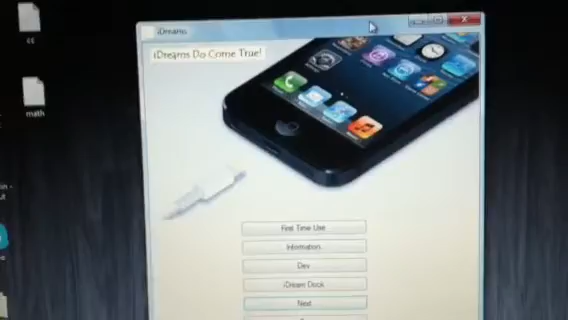 iDreams
iDreams Do Come True!
math
First Time Use
Information
Dev
iDream Dock
Next